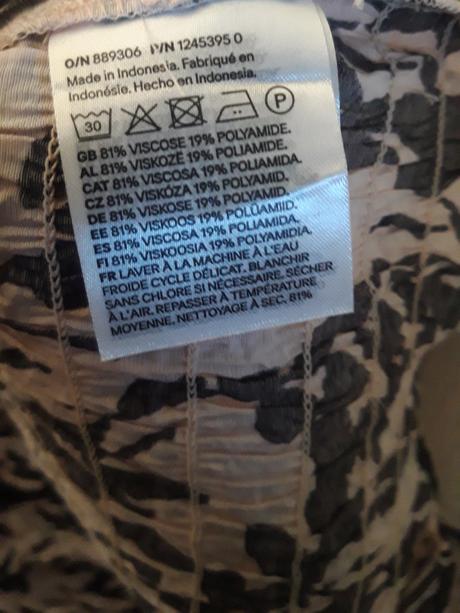 O/N 889306 I/N 1245395 0
Made in Indonesia. Fabriqué en
Indonésie. Hecho en Indonesia.
30 P
GB 81% VISCOSE 19% POLYAMIDE.
AL 81% VISKOZË 19% POLIAMIDE.
CAT 81% VISCOSA 19% POLIAMIDA.
CZ 81% VISKÓZA 19% POLYAMID.
DE 81% VISKOSE 19% POLYAMID.
EE 81% VISKOOS 19% POLÜAMIID.
ES 81% VISCOSA 19% POLIAMIDA.
FI 81% VISKOOSIA 19% POLYAMIDIA.
FR LAVER À LA MACHINE À L'EAU
FROIDE CYCLE DÉLICAT. BLANCHIR
SANS CHLORE SI NÉCESSAIRE. SÉCHER
À L'AIR. REPASSER À TEMPÉRATURE
MOYENNE. NETTOYAGE À SEC, 81%